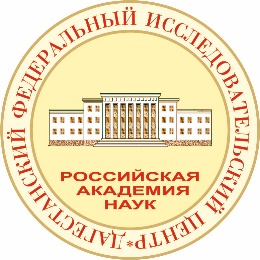 ДАГЕСТАНСКИЙ ФЕДЕРАЛЬНЫЙ ИССЛЕДОВАТЕЛЬСКИЙ ЦЕНТР*
РОССИЙСКАЯ
АКАДЕМИЯ
НАУК